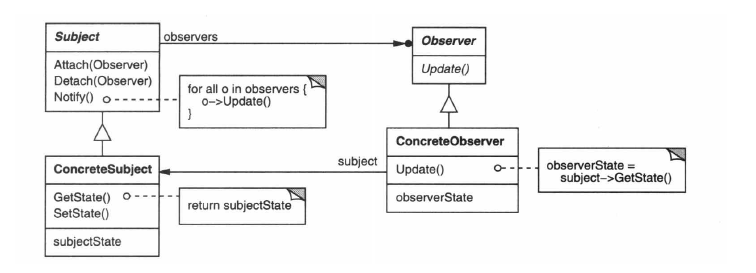 Subject
observers
Observer
Attach(Observer)
Detach(Observer)
Notify()
for all o in observers {
o->Update()
}
Update()
ConcreteSubject
GetState()
SetState()
subjectState
return subjectState
subject
ConcreteObserver
Update()
observerState
observerState =
subject->GetState()